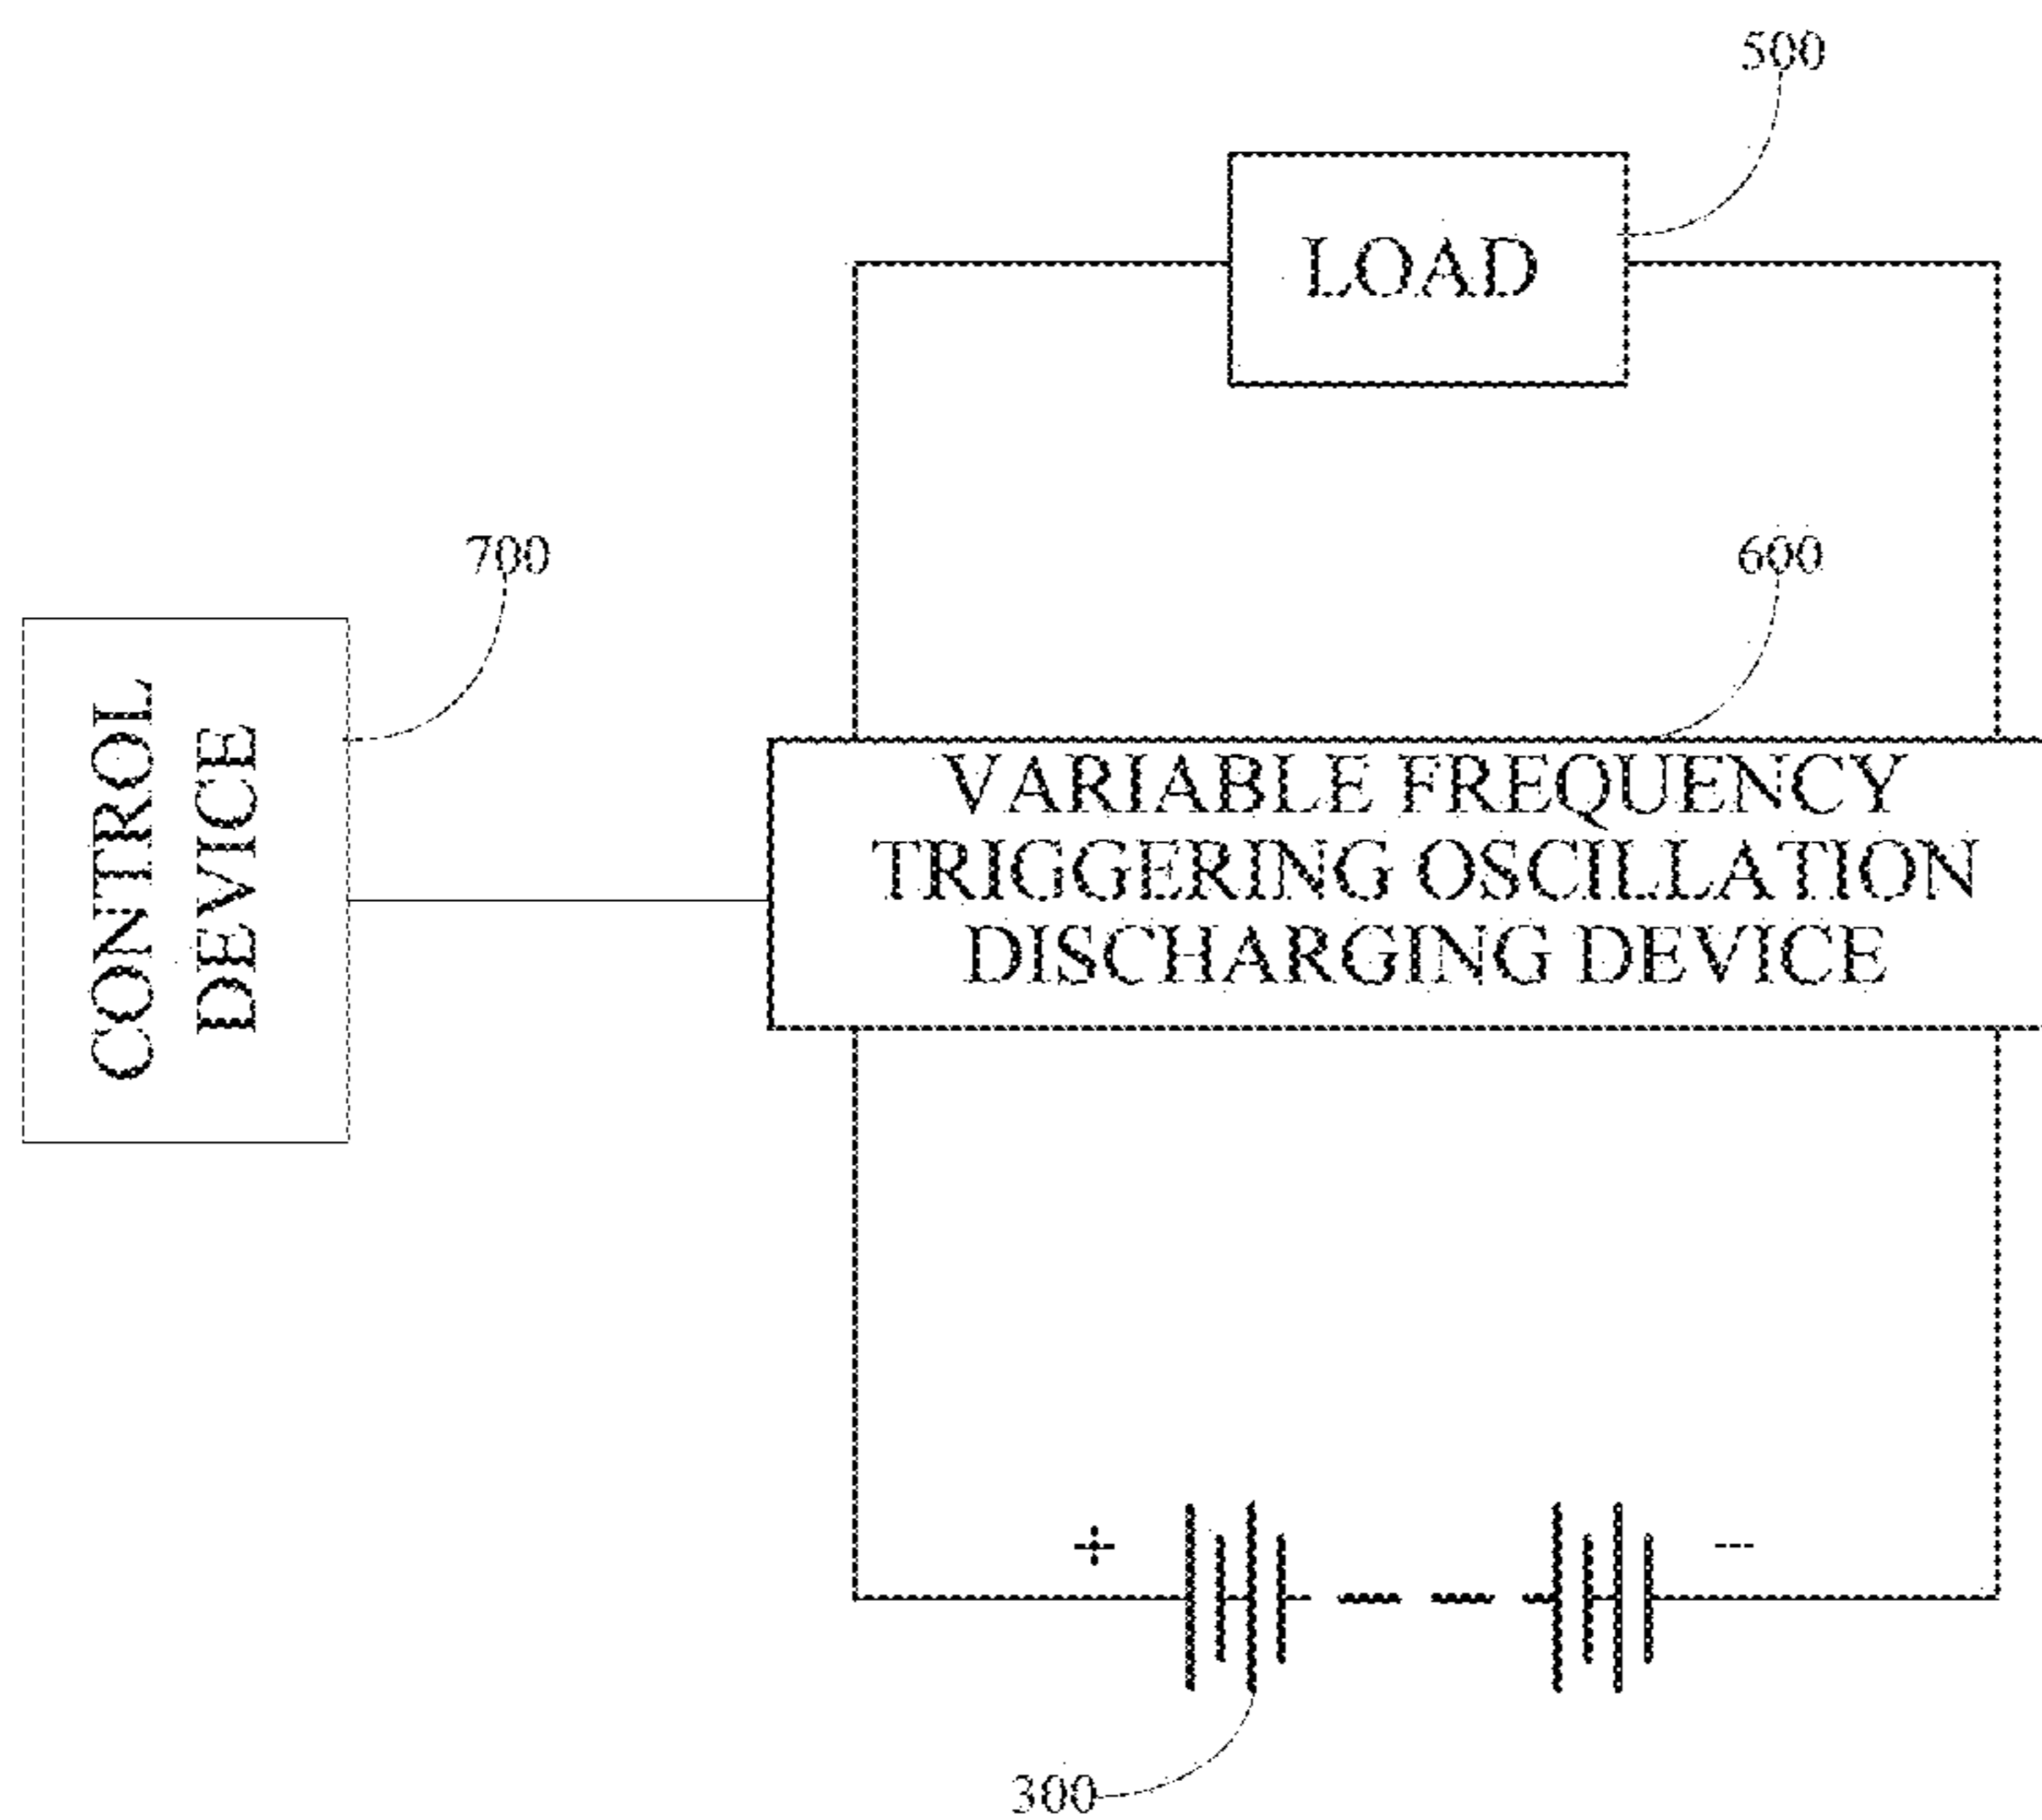 500
LOAD
700
600
CONTROL
DEVICE
VARIABLE FREQUENCY
TRIGGERING OSCILLATION
DISCHARGING DEVICE
+ ---
300